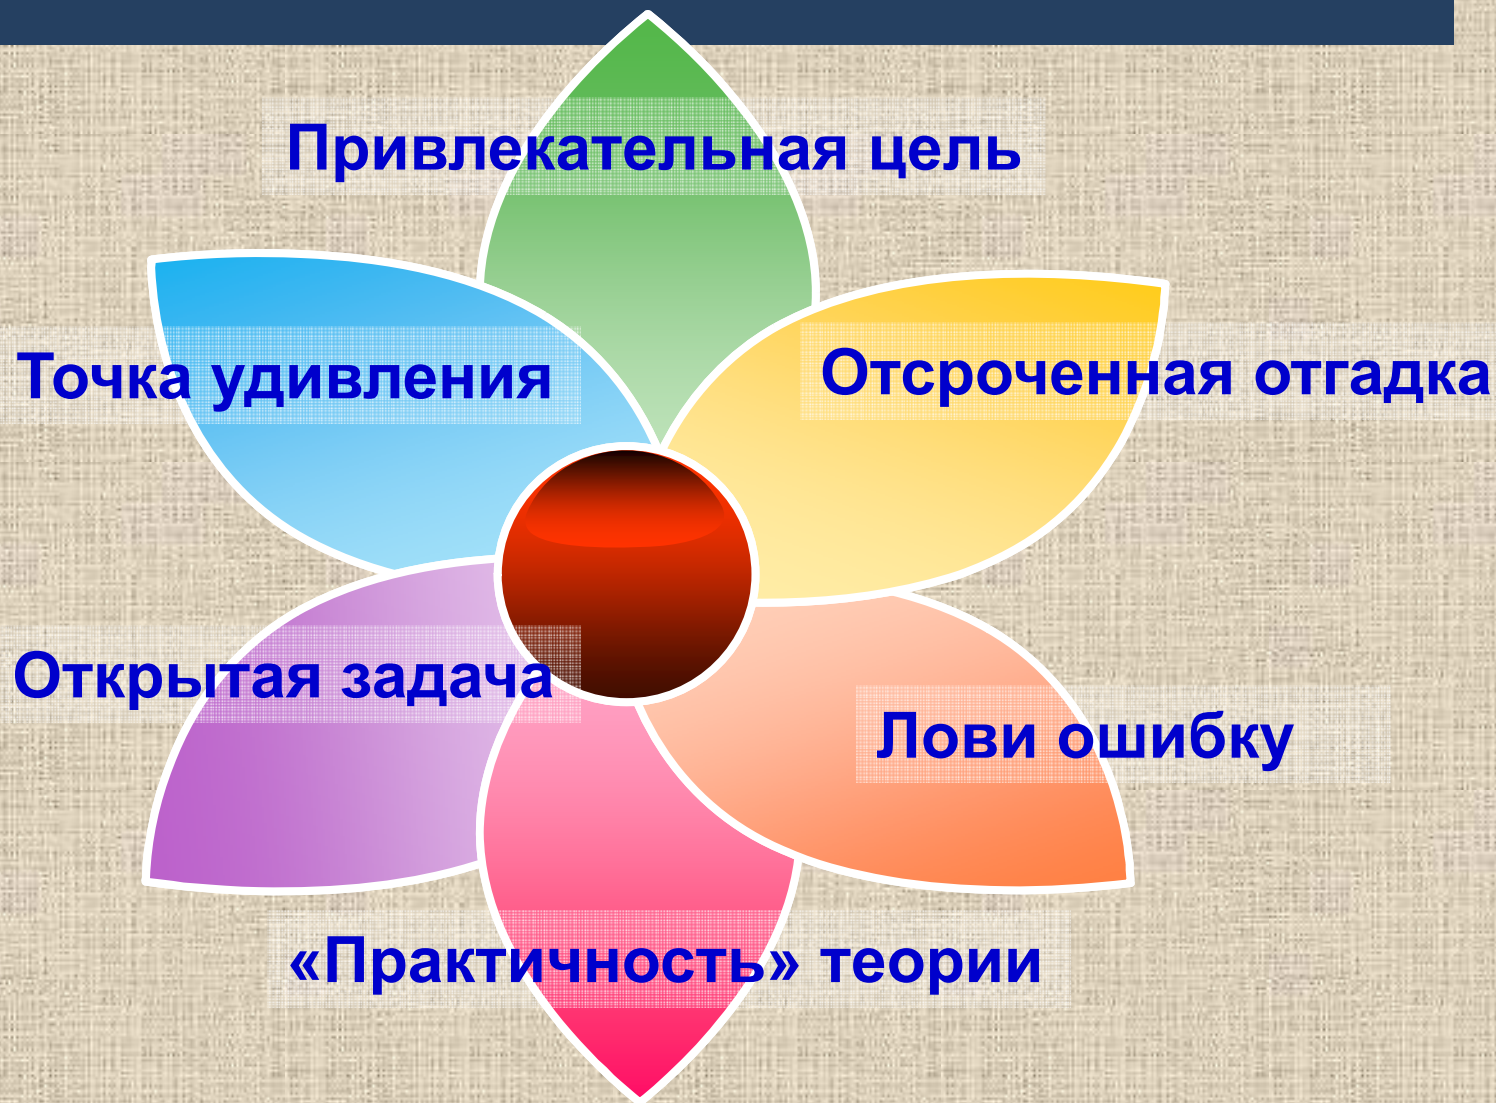 Привлекательная цель
Точка удивления
Отсроченная отгадка
Открытая задача
Лови ошибку
«Практичность» теории